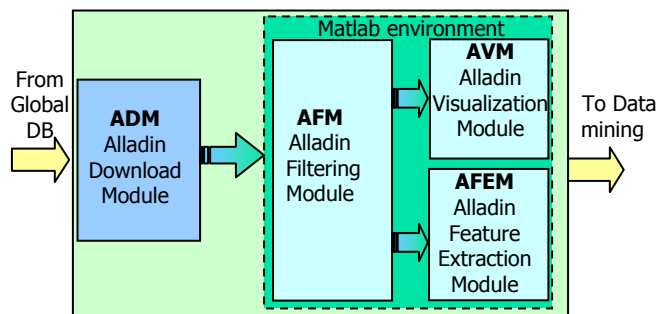 Matlab environment
From
Global
DB
ADM
Alladin
Download
Module
AFM
Alladin
Filtering
Module
AVM
Alladin
Visualization
Module
AFEM
Alladin
Feature
Extraction
Module
To Data
mining